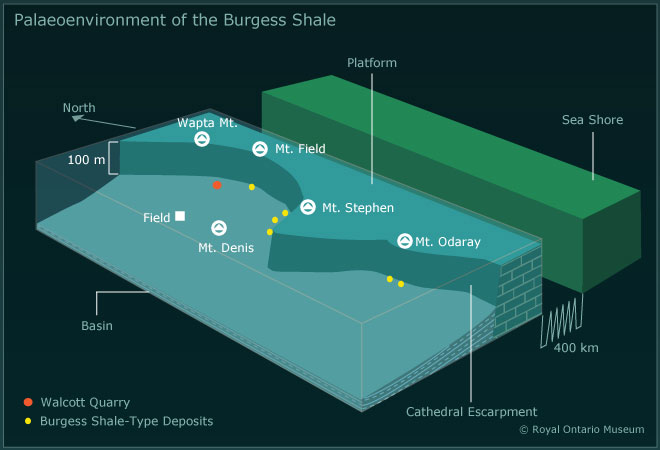 Palaeoenvironment of the Burgess Shale
Platform
North
Sea Shore
Wapta Mt.
Mt. Field
100 m
Mt. Stephen
Field
Mt. Denis
Mt. Odaray
Basin
400 km
Walcott Quarry
Cathedral Escarpment
Burgess Shale-Type Deposits
© Royal Ontario Museum